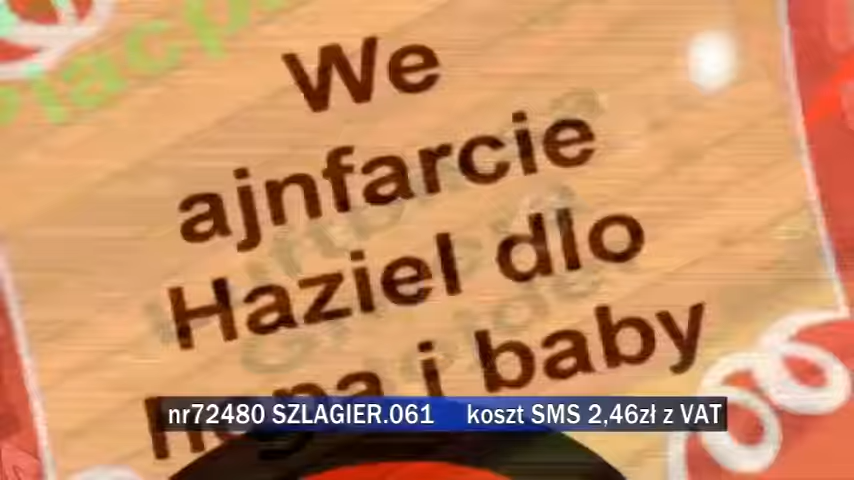 We
ajnfarcie
Haziel dlo
i baby
nr72480 SZLAGIER.061 koszt SMS 2,46zł z VAT